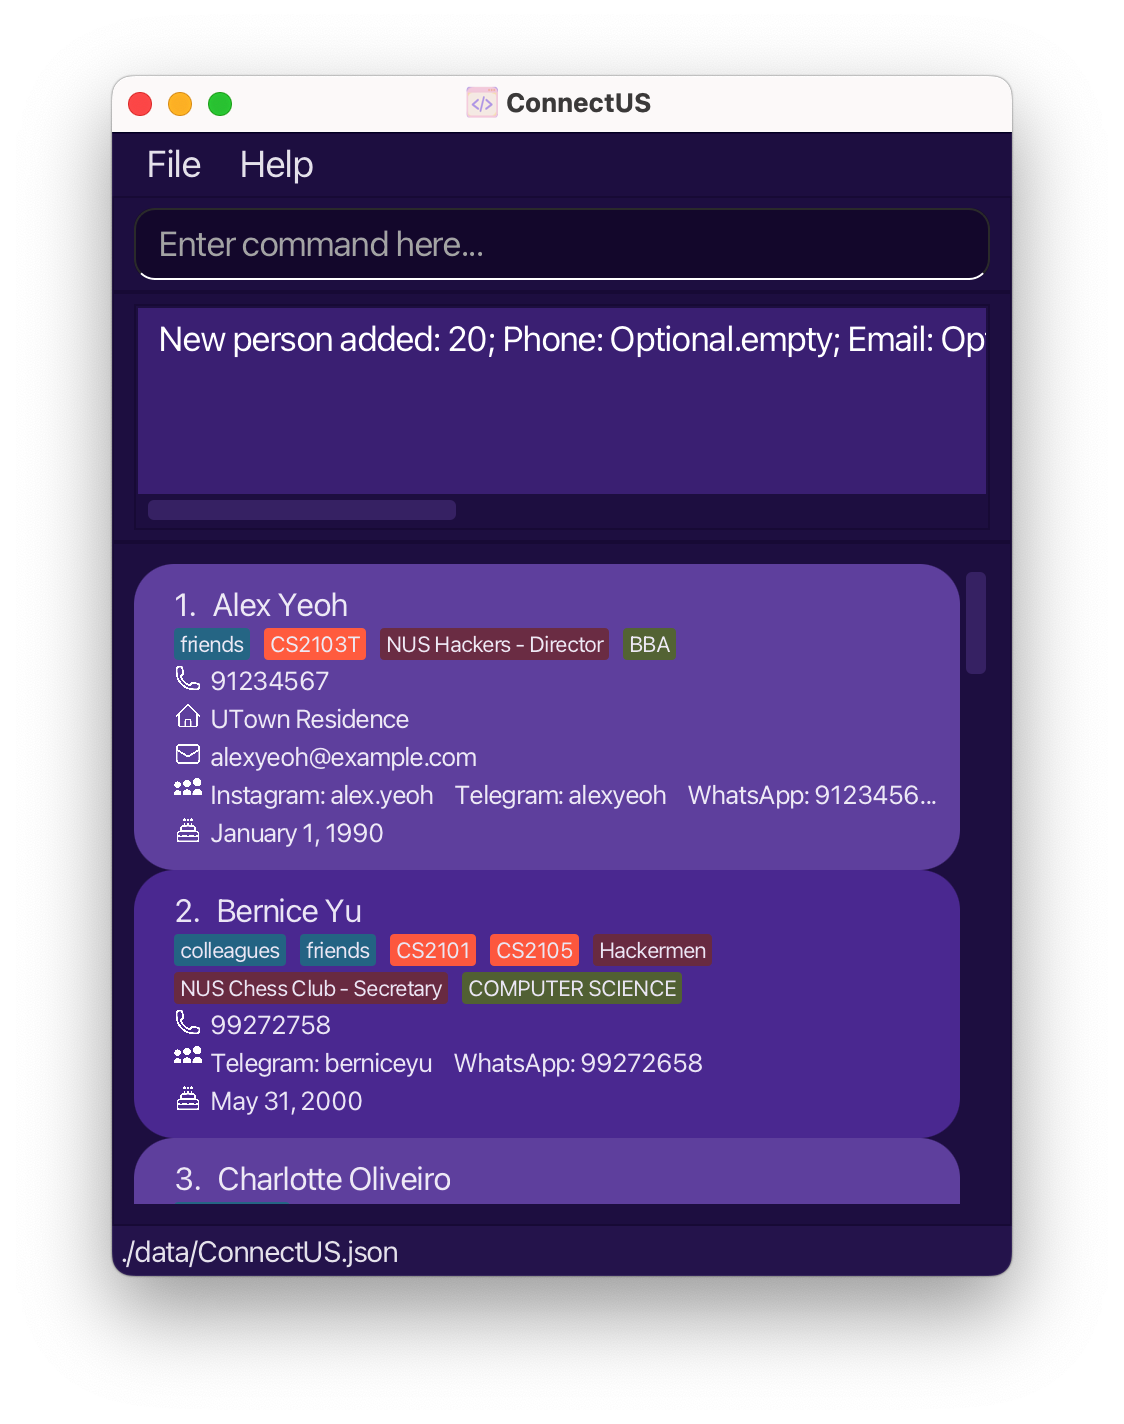 </> ConnectUS
File Help
Enter command here...
New person added: 20; Phone: Optional.empty; Email: Op
1. Alex Yeoh
friends CS2103T NUS Hackers - Director BBA
91234567
UTown Residence
alexyeoh@example.com
Instagram: alex.yeoh Telegram: alexyeoh WhatsApp: 9123456...
January 1, 1990
2. Bernice Yu
colleagues friends CS2101 CS2105 Hackermen
NUS Chess Club - Secretary COMPUTER SCIENCE
99272758
Telegram: berniceyu WhatsApp: 99272658
May 31, 2000
3. Charlotte Oliveiro
./data/ConnectUS.json